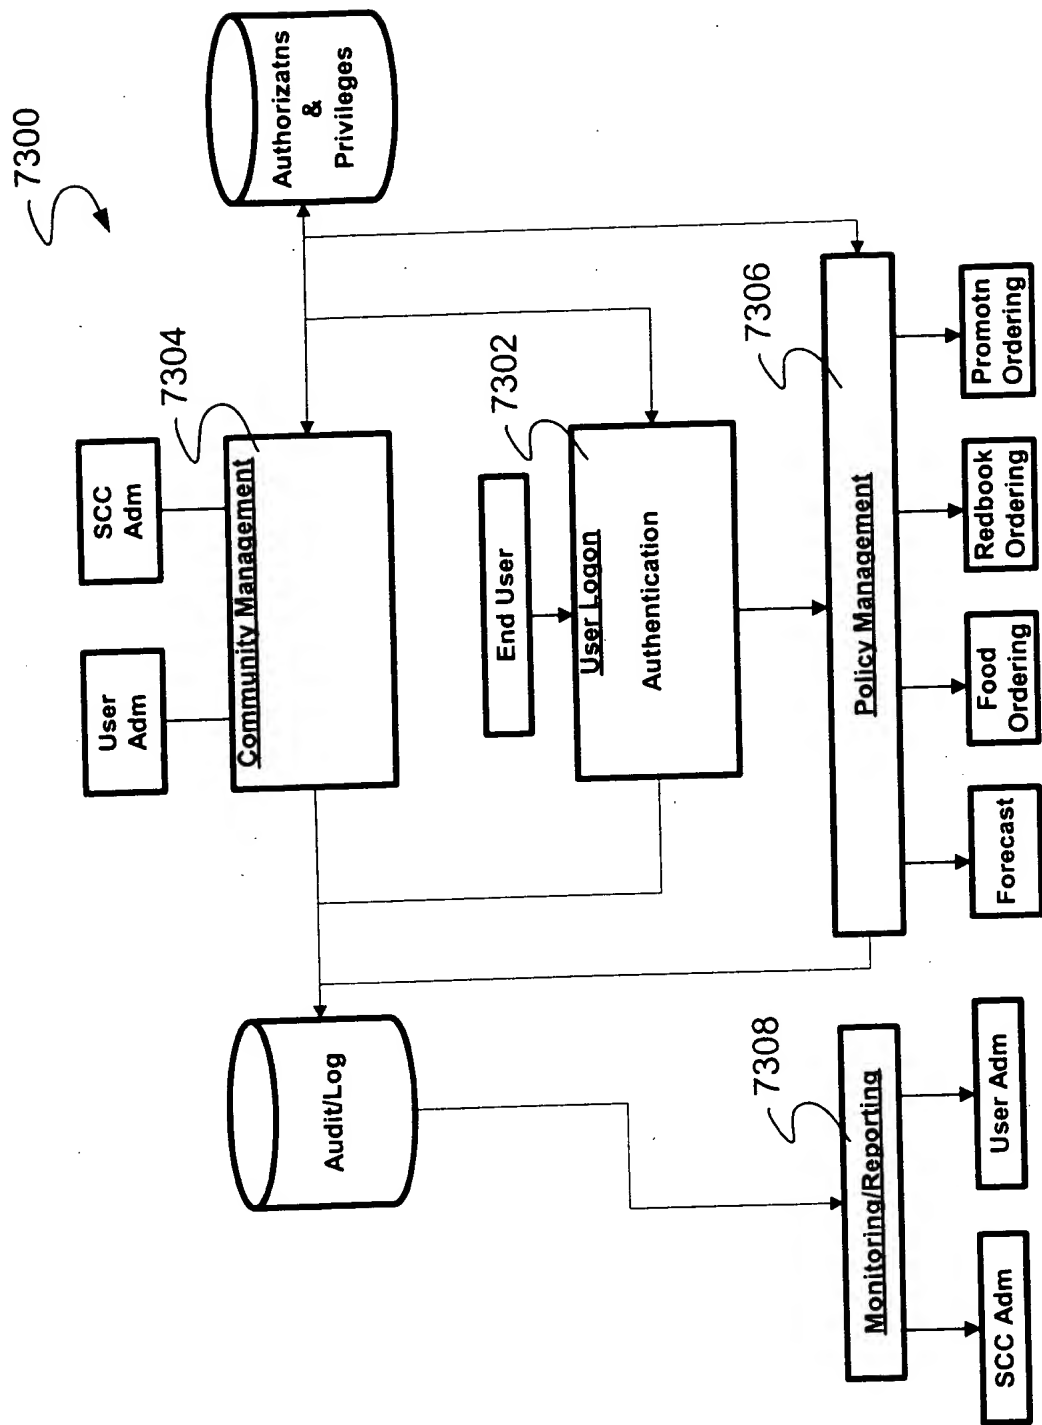 7300
User
Adm
SCC
Adm
7304
Community Management
Authorizatns
&
Privileges
Audit/Log
End User
7302
User Logon
Authentication
7306
Policy Management
7308
Monitoring/Reporting
SCC Adm
User Adm
Forecast
Food
Ordering
Redbook
Ordering
Promotn
Ordering